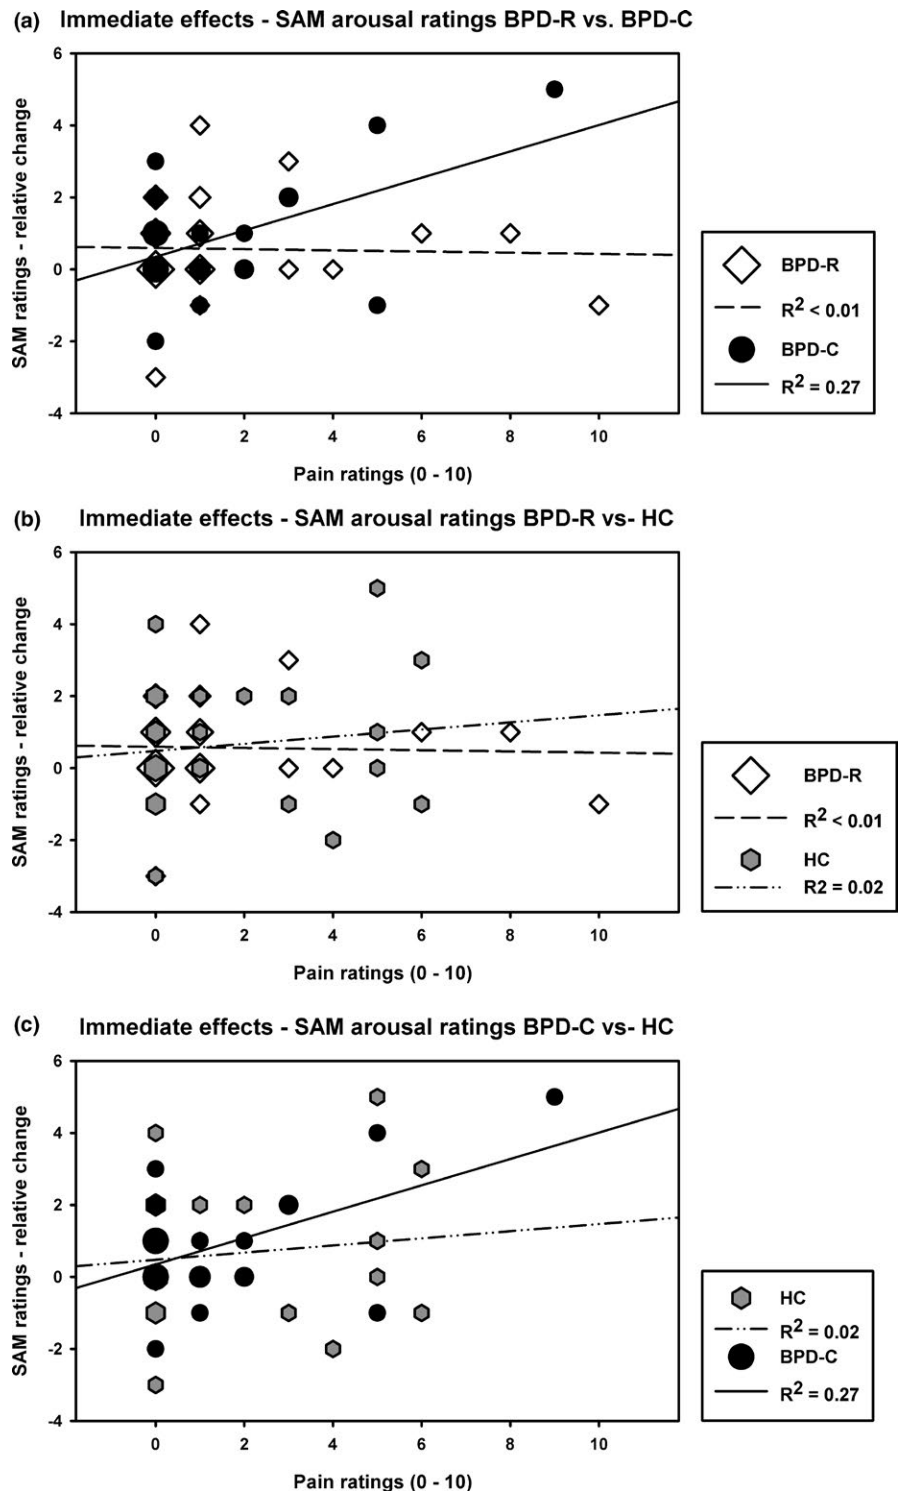 (a) Immediate effects - SAM arousal ratings BPD-R vs. BPD-C
SAM ratings - relative change
6
4
2
0
-2
-4
0 2 4 6 8 10
Pain ratings (0 - 10)
BPD-R
R² < 0.01
BPD-C
R² = 0.27
(b) Immediate effects - SAM arousal ratings BPD-R vs- HC
SAM ratings - relative change
6
4
2
0
-2
-4
0 2 4 6 8 10
Pain ratings (0 - 10)
BPD-R
R² < 0.01
HC
R2 = 0.02
(c) Immediate effects - SAM arousal ratings BPD-C vs- HC
SAM ratings - relative change
6
4
2
0
-2
-4
0 2 4 6 8 10
Pain ratings (0 - 10)
HC
R² = 0.02
BPD-C
R² = 0.27